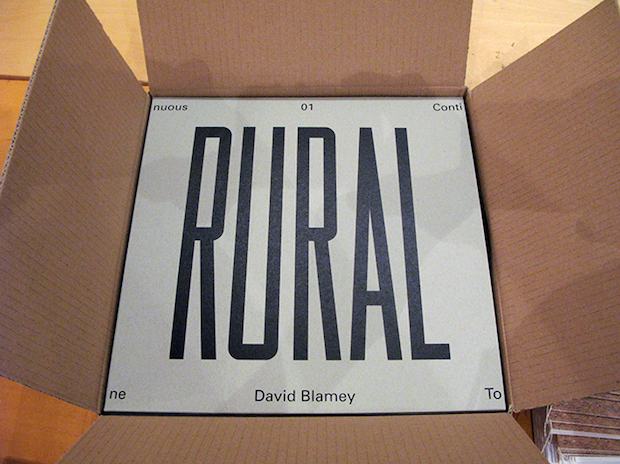 nuous 01 Conti
RURAL
ne David Blamey To